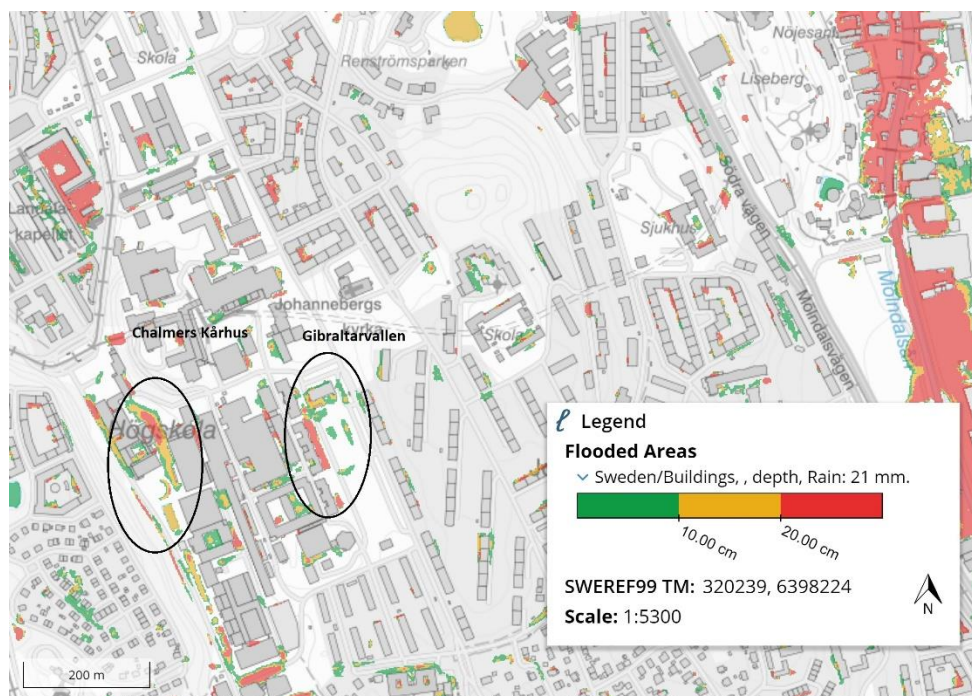 Skola
Renströmsparken
Nöjesan
Liseberg
Landala
kapellet
Sjukhus
Södra vägen
Johannebergs
kyrka
Chalmers Kårhus
Gibraltarvallen
Skola
Mölndalsvägen
Mölndalsån
Högskola
Legend
Flooded Areas
Sweden/Buildings, , depth, Rain: 21 mm.
10.00 cm
20.00 cm
SWEREF99 TM: 320239, 6398224
Scale: 1:5300
N
200 m